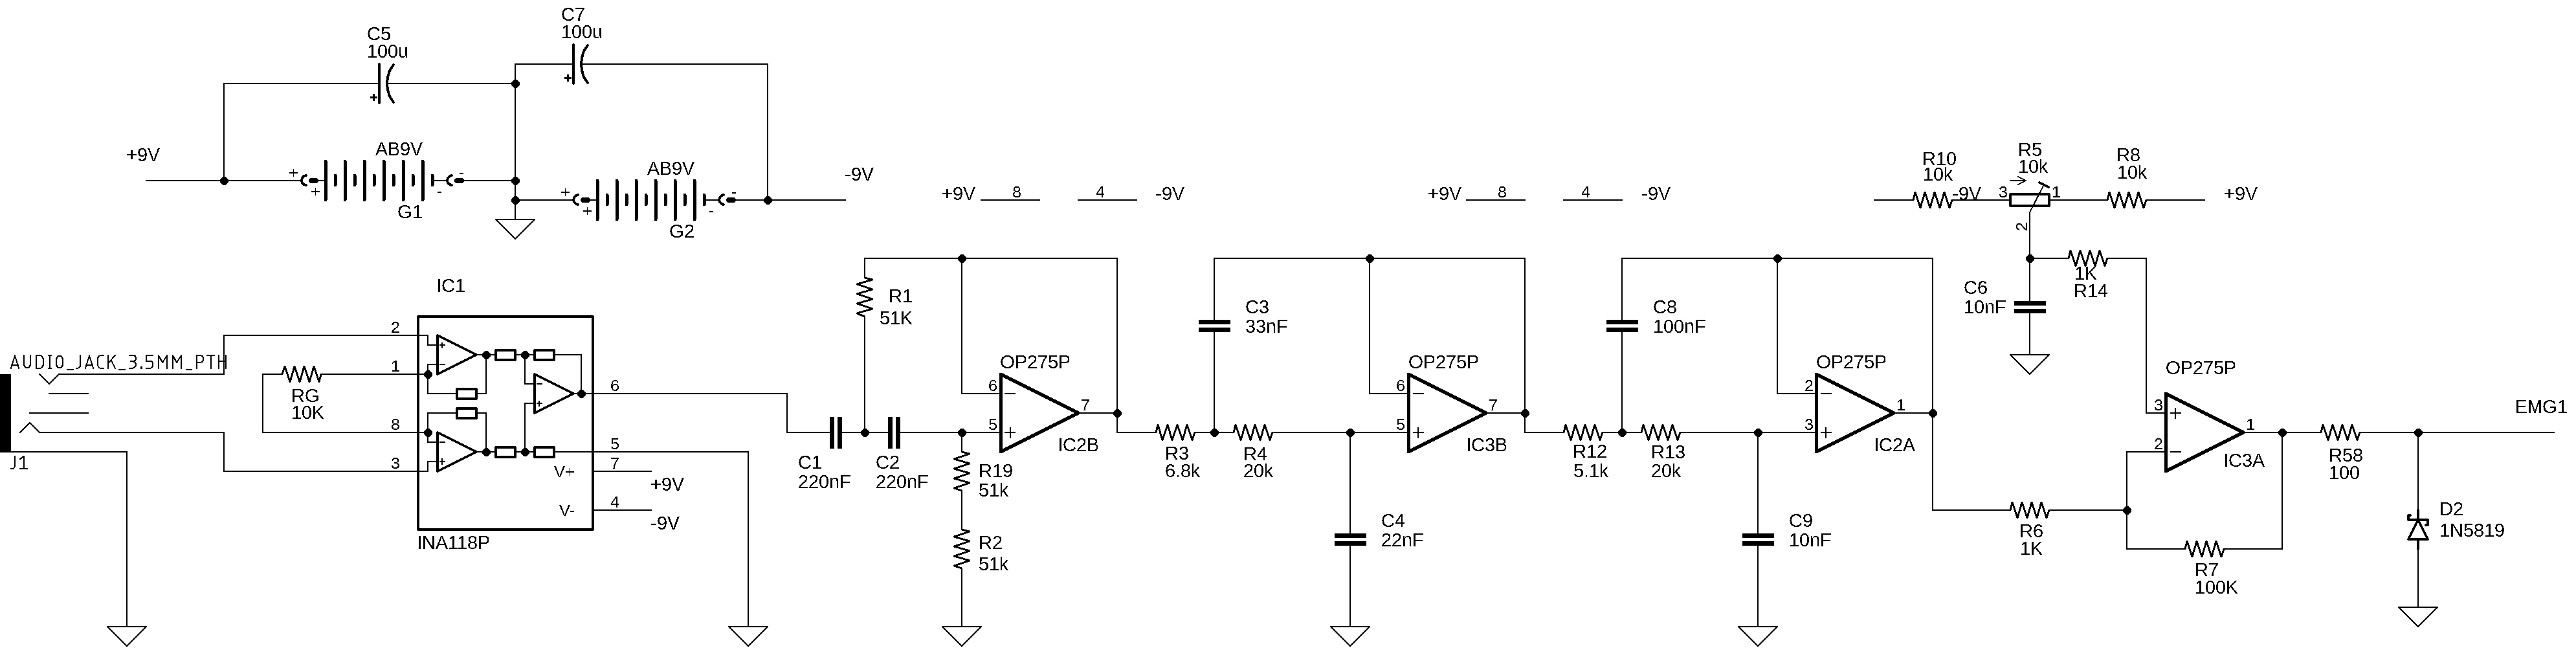 C5
100u
C7
100u
+9V
AB9V
G1
AB9V
G2
-9V
+9V
8
4
-9V
+9V
8
4
-9V
R10
10k
-9V
3
R5
10k
1
2
R8
10k
+9V
AUDIO_JACK_3.5MM_PTH
J1
RG
10K
IC1
2
1
8
3
6
5
7
4
V+
V-
+9V
-9V
INA118P
C1
220nF
C2
220nF
R1
51K
R19
51k
R2
51k
OP275P
6
5
7
IC2B
R3
6.8k
R4
20k
C3
33nF
C4
22nF
OP275P
6
5
7
IC3B
R12
5.1k
R13
20k
C8
100nF
C9
10nF
OP275P
2
3
1
IC2A
C6
10nF
1K
R14
OP275P
3
2
1
IC3A
R6
1K
R7
100K
R58
100
EMG1
D2
1N5819